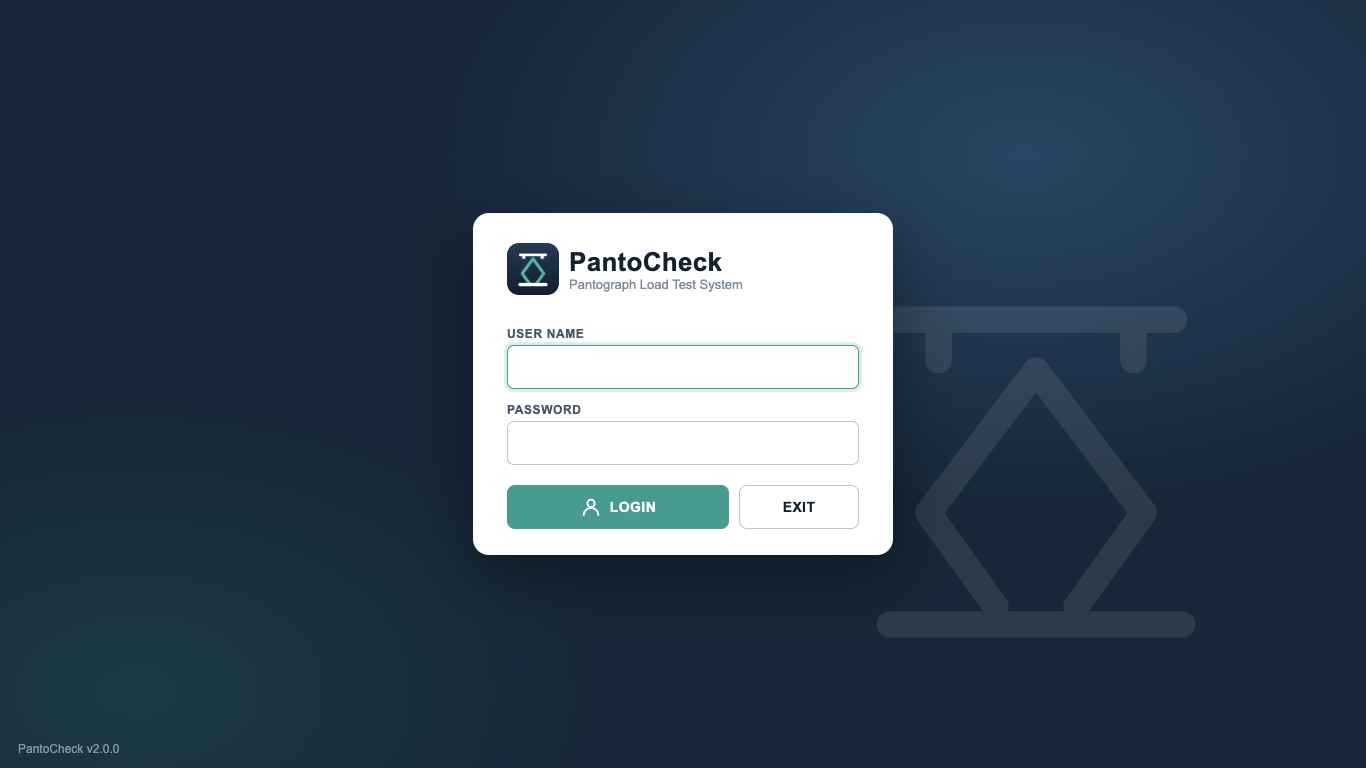 PantoCheck
Pantograph Load Test System
USER NAME
PASSWORD
LOGIN
EXIT
PantoCheck v2.0.0